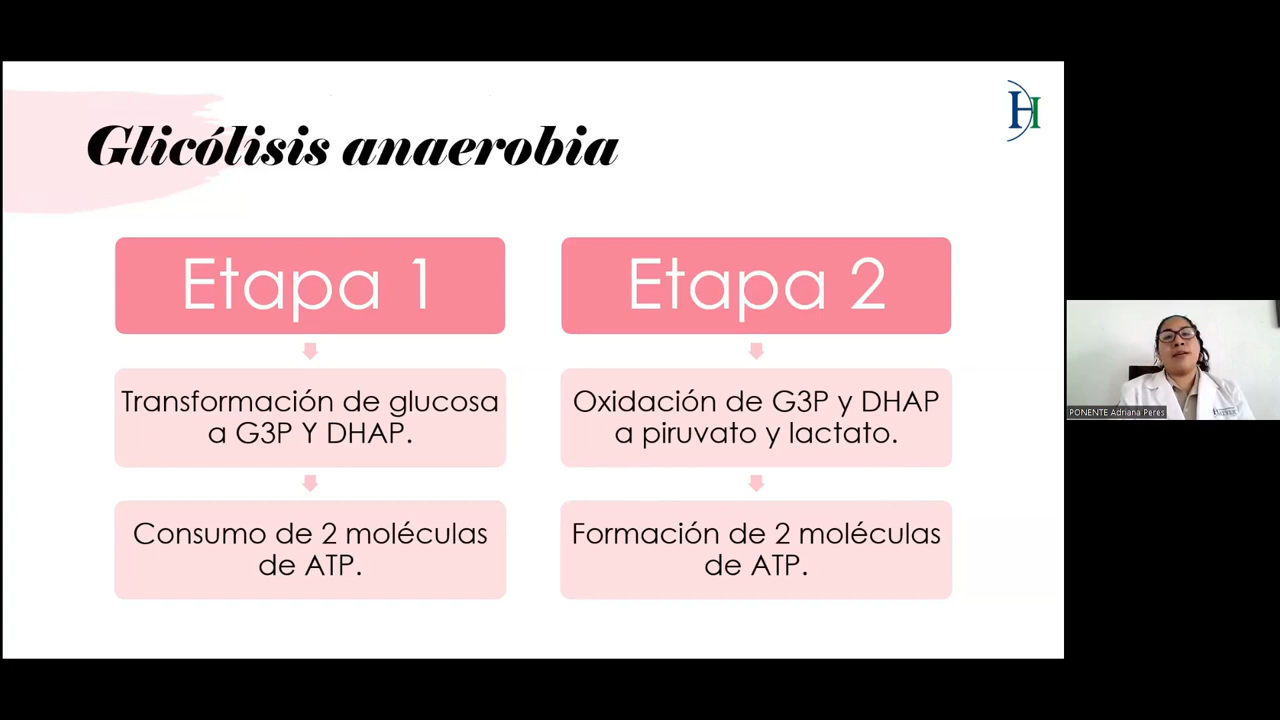 Glicólisis anaerobia
H
Etapa 1
Transformación de glucosa
a G3P Y DHAP.
Consumo de 2 moléculas
de ATP.
Etapa 2
Oxidación de G3P y DHAP
a piruvato y lactato.
Formación de 2 moléculas
de ATP.
PONENTE Adriana Peres